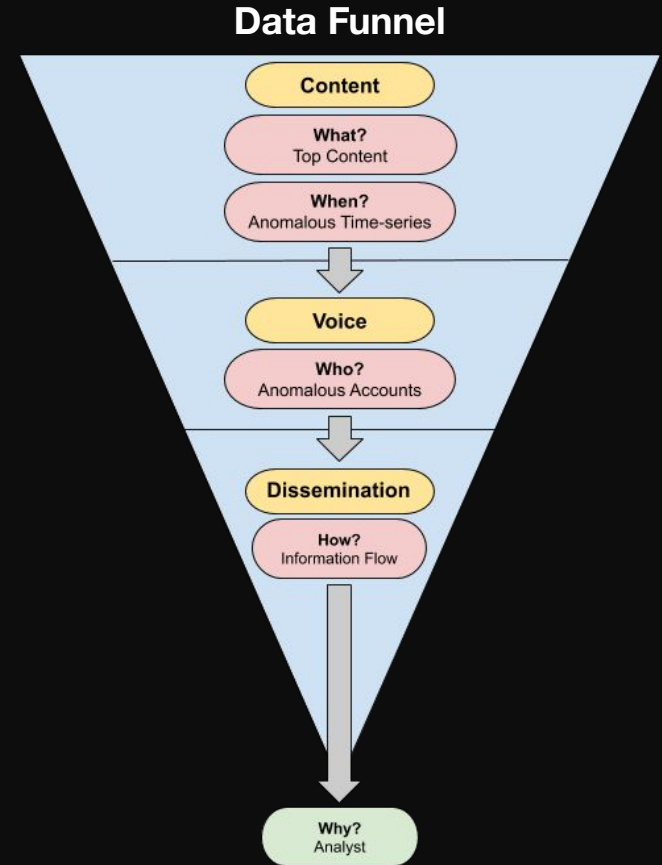 Data Funnel
Content
What?
Top Content
When?
Anomalous Time-series
Voice
Who?
Anomalous Accounts
Dissemination
How?
Information Flow
Why?
Analyst